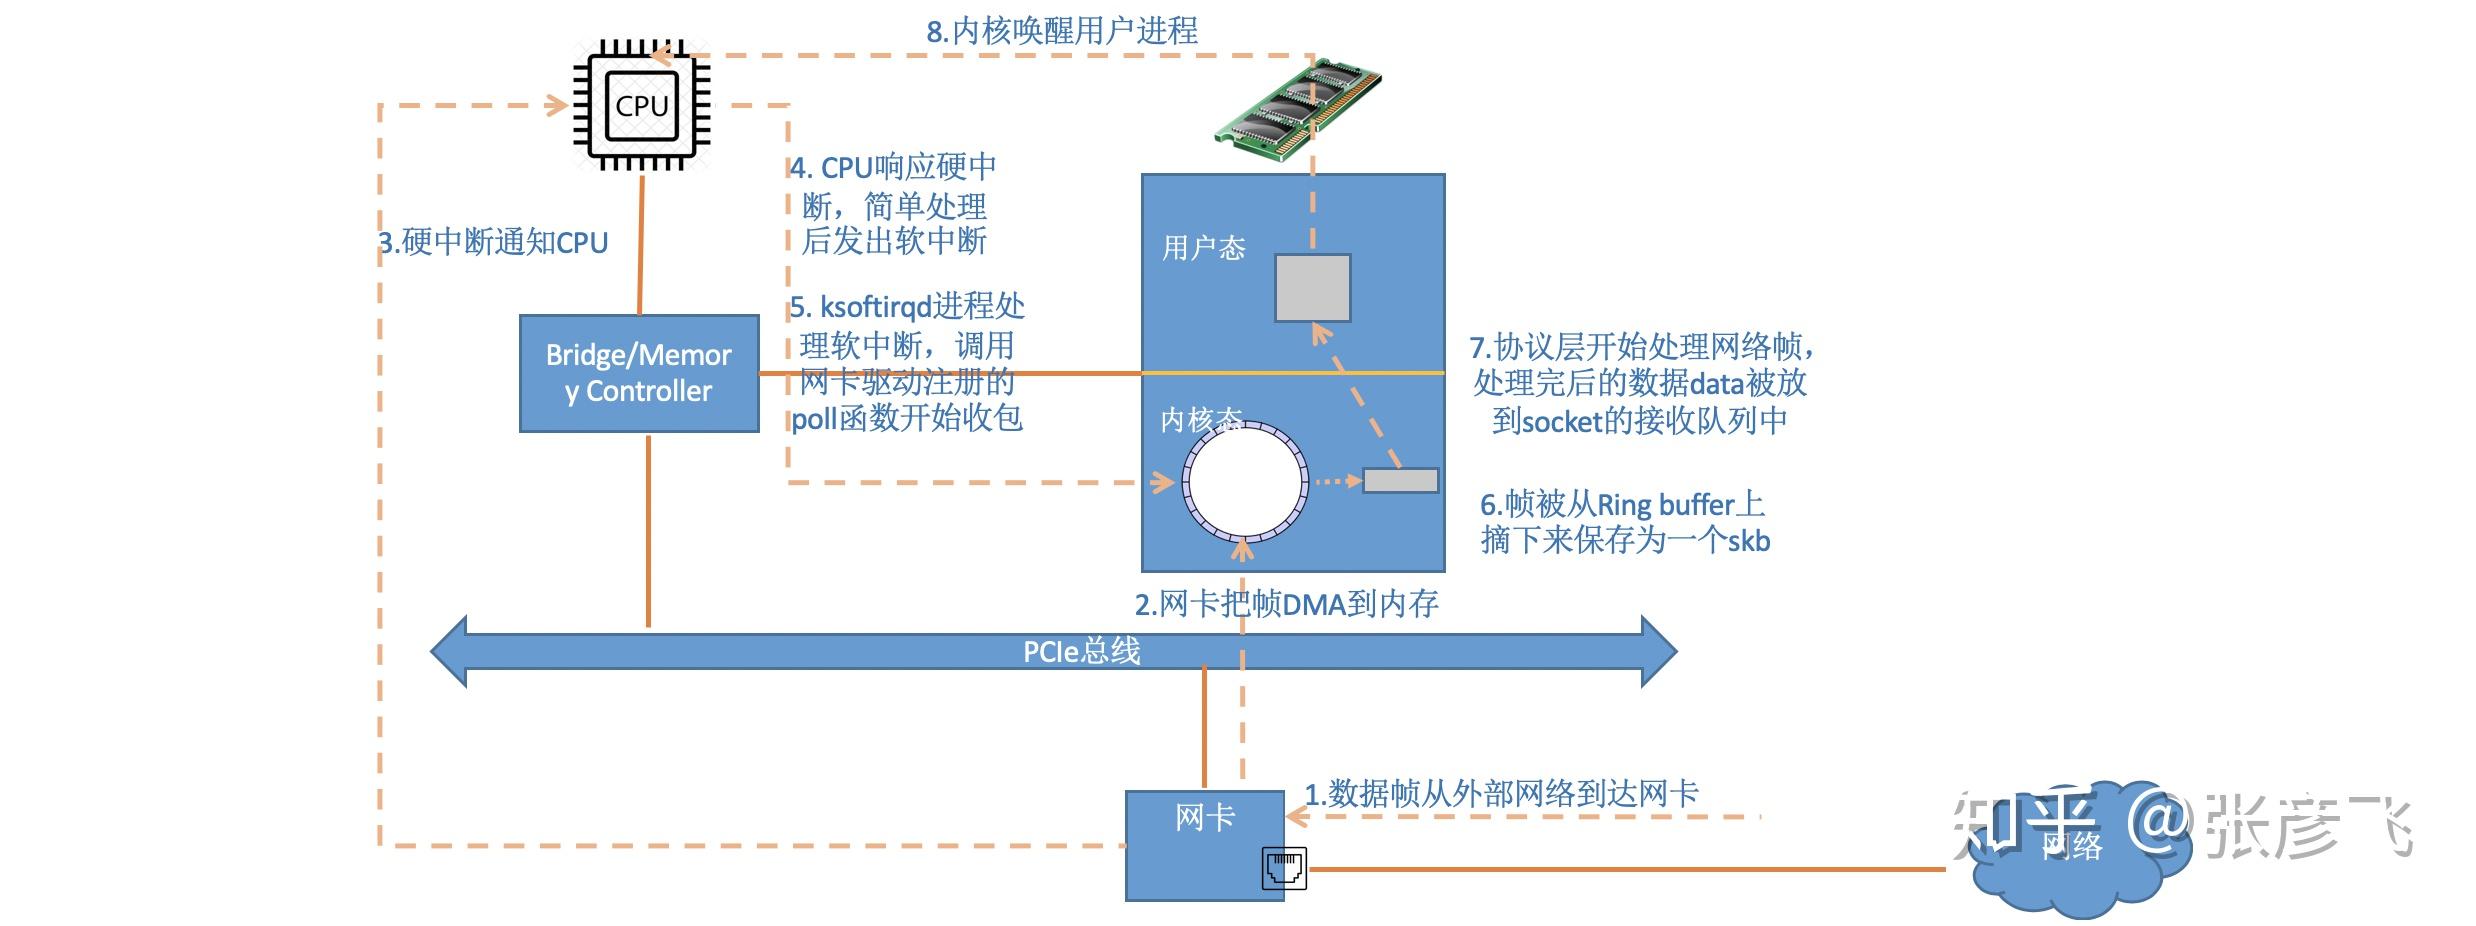 8.内核唤醒用户进程
CPU
4. CPU响应硬中
断，简单处理
后发出软中断
3.硬中断通知CPU
用户态
5. ksoftirqd进程处
理软中断，调用
网卡驱动注册的
poll函数开始收包
Bridge/Memor
y Controller
7.协议层开始处理网络帧，
处理完后的数据data被放
到socket的接收队列中
内核态
6.帧被从Ring buffer上
摘下来保存为一个skb
2.网卡把帧DMA到内存
PCIe总线
1.数据帧从外部网络到达网卡
网卡
网络
知乎 @张彦飞